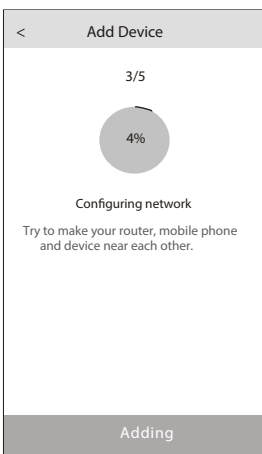 < Add Device
3/5
4%
Configuring network
Try to make your router, mobile phone
and device near each other.
Adding